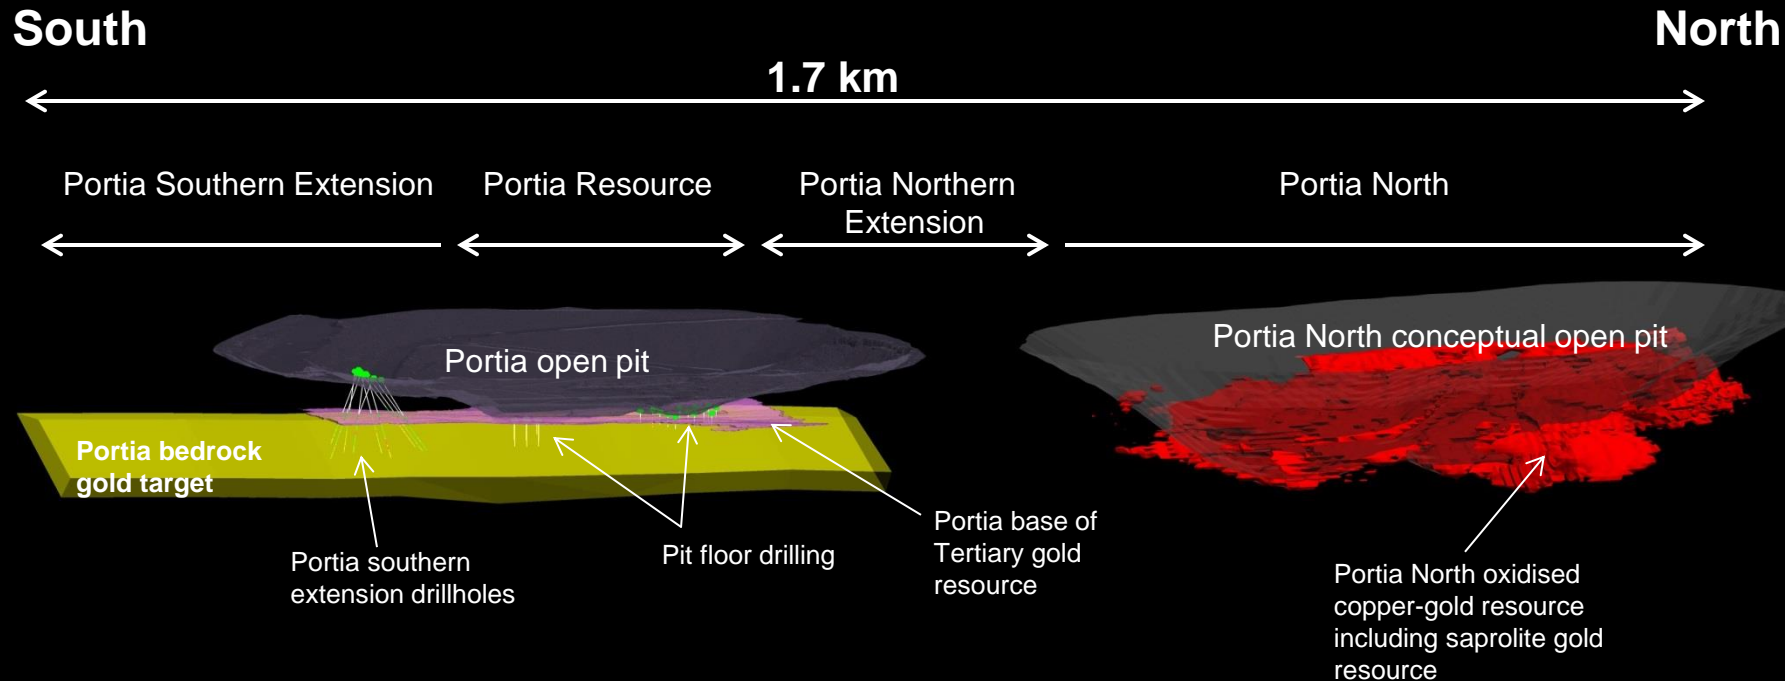 South
North
1.7 km
Portia Southern Extension
Portia Resource
Portia Northern
Extension
Portia North
Portia open pit
Portia North conceptual open pit
Portia bedrock
gold target
Portia southern
extension drillholes
Pit floor drilling
Portia base of
Tertiary gold
resource
Portia North oxidised
copper-gold resource
including saprolite gold
resource